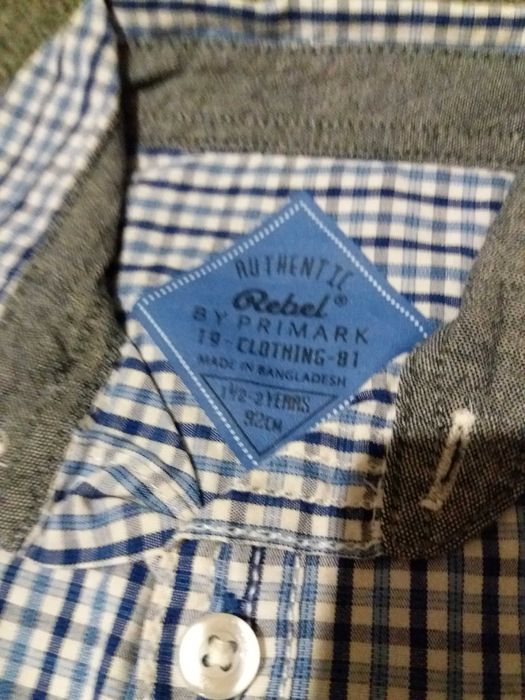 AUTHENTIC
Rebel®
BY PRIMARK
19-CLOTHING-81
MADE IN BANGLADESH
1½-2 YEARS
92CM